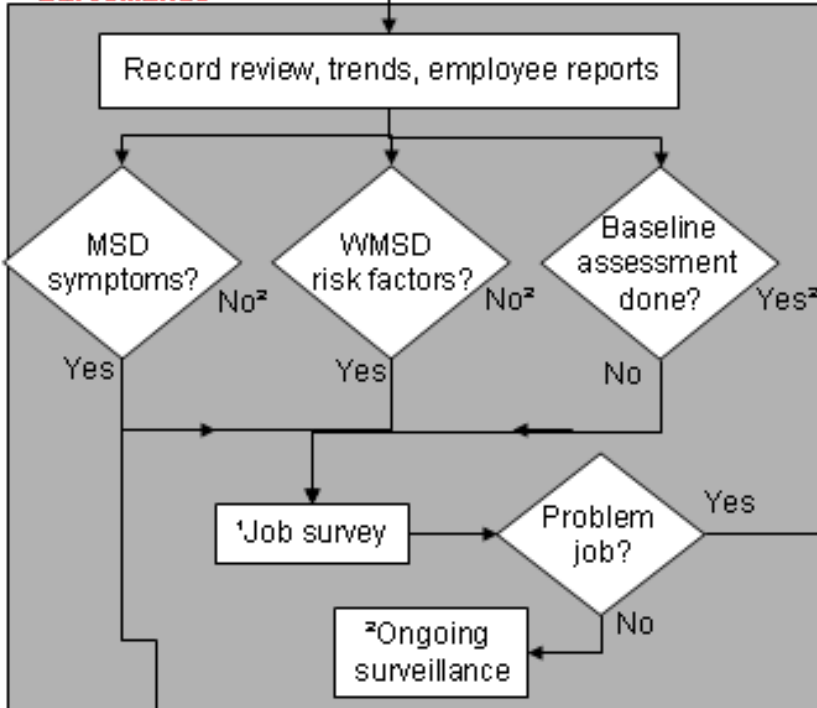 Record review, trends, employee reports
MSD
symptoms?
No²
Yes
WMSD
risk factors?
No²
Yes
Baseline
assessment
done?
Yes²
No
¹Job survey
Problem
job?
Yes
No
²Ongoing
surveillance